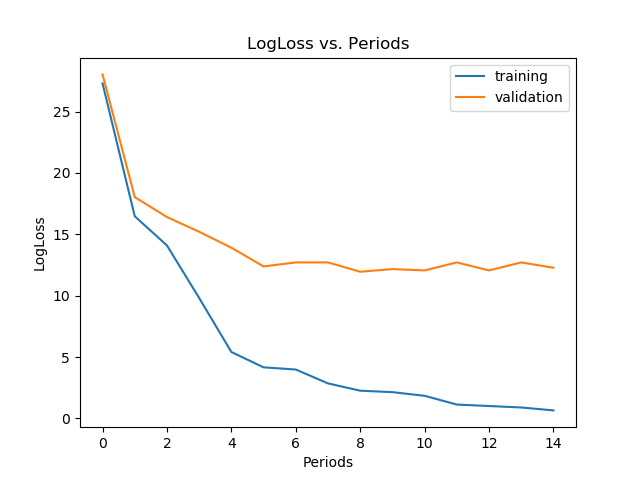 LogLoss vs. Periods
training
validation
LogLoss
25
20
15
10
5
0
0 2 4 6 8 10 12 14
Periods